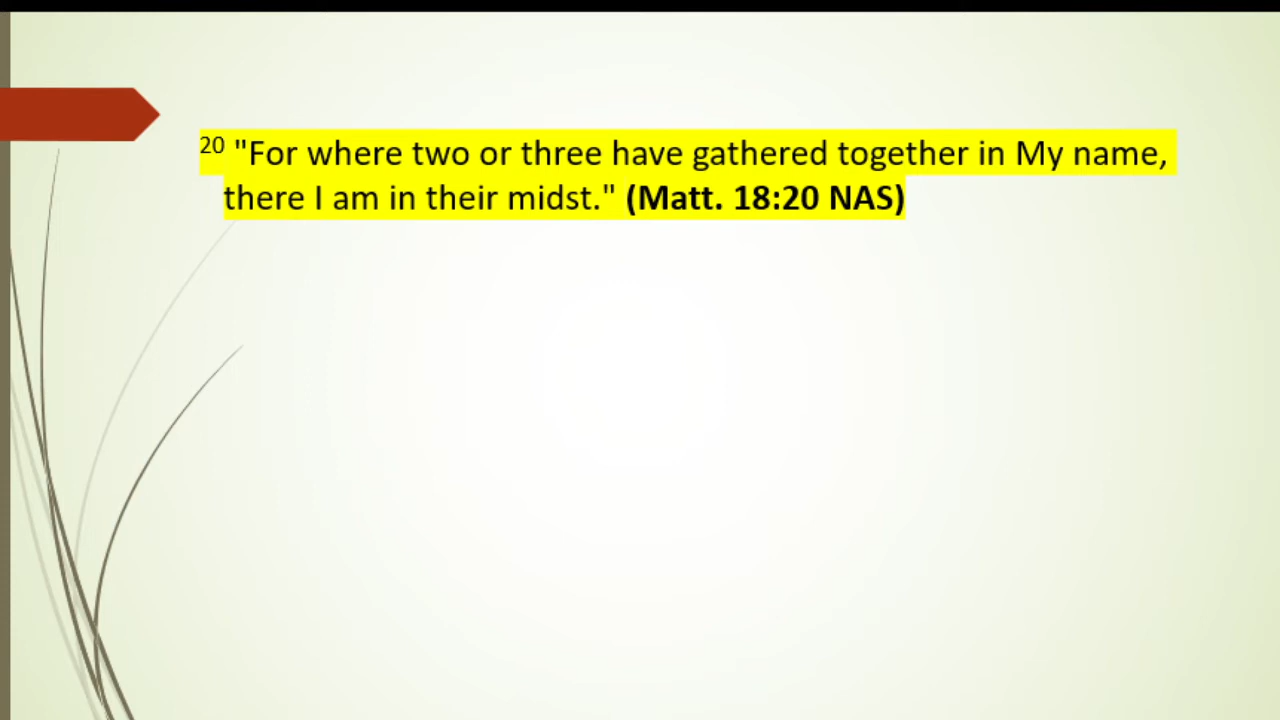 20 "For where two or three have gathered together in My name,
there I am in their midst." (Matt. 18:20 NAS)